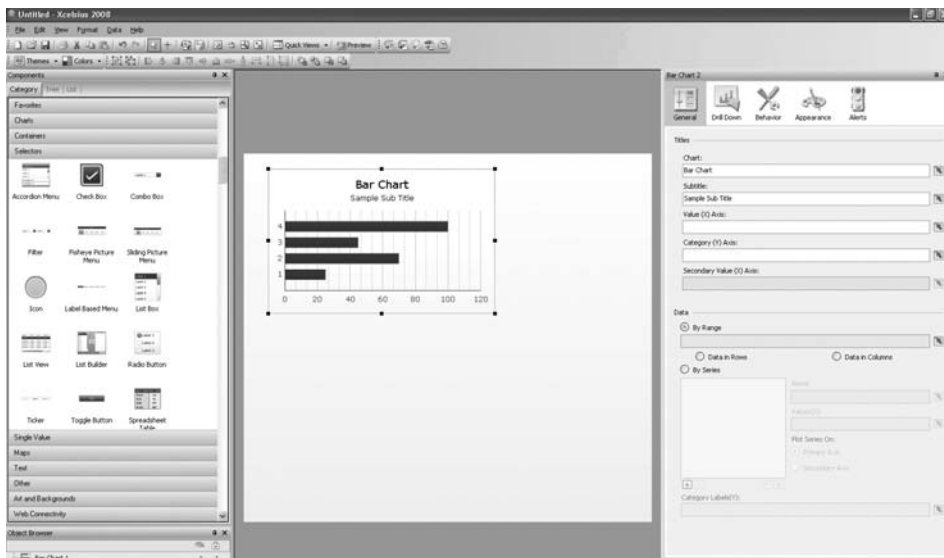 Untitled - Xcelsius 2008
File Edit View Format Data Help
Quick Views Preview
Themes Colors
Components
Category Tree List
Favorites
Charts
Containers
Selectors
Accordion Menu Check Box Combo Box
Filter Fisheye Picture Menu Sliding Picture Menu
Icon Label Based Menu List Box
List View List Builder Radio Button
Ticker Toggle Button Spreadsheet Table
Single Value
Maps
Text
Other
Art and Backgrounds
Web Connectivity
Object Browser
Bar Chart 1
Bar Chart
Sample Sub Title
4
3
2
1
0 20 40 60 80 100 120
Bar Chart 2
General Drill Down Behavior Appearance Alerts
Titles
Chart:
Bar Chart
Subtitle:
Sample Sub Title
Value (X) Axis:
Category (Y) Axis:
Secondary Value (X) Axis:
Data
By Range
Data in Rows Data in Columns
By Series
Name:
Values(X):
Plot Series On:
Primary Axis
Secondary Axis
Category Labels(Y):